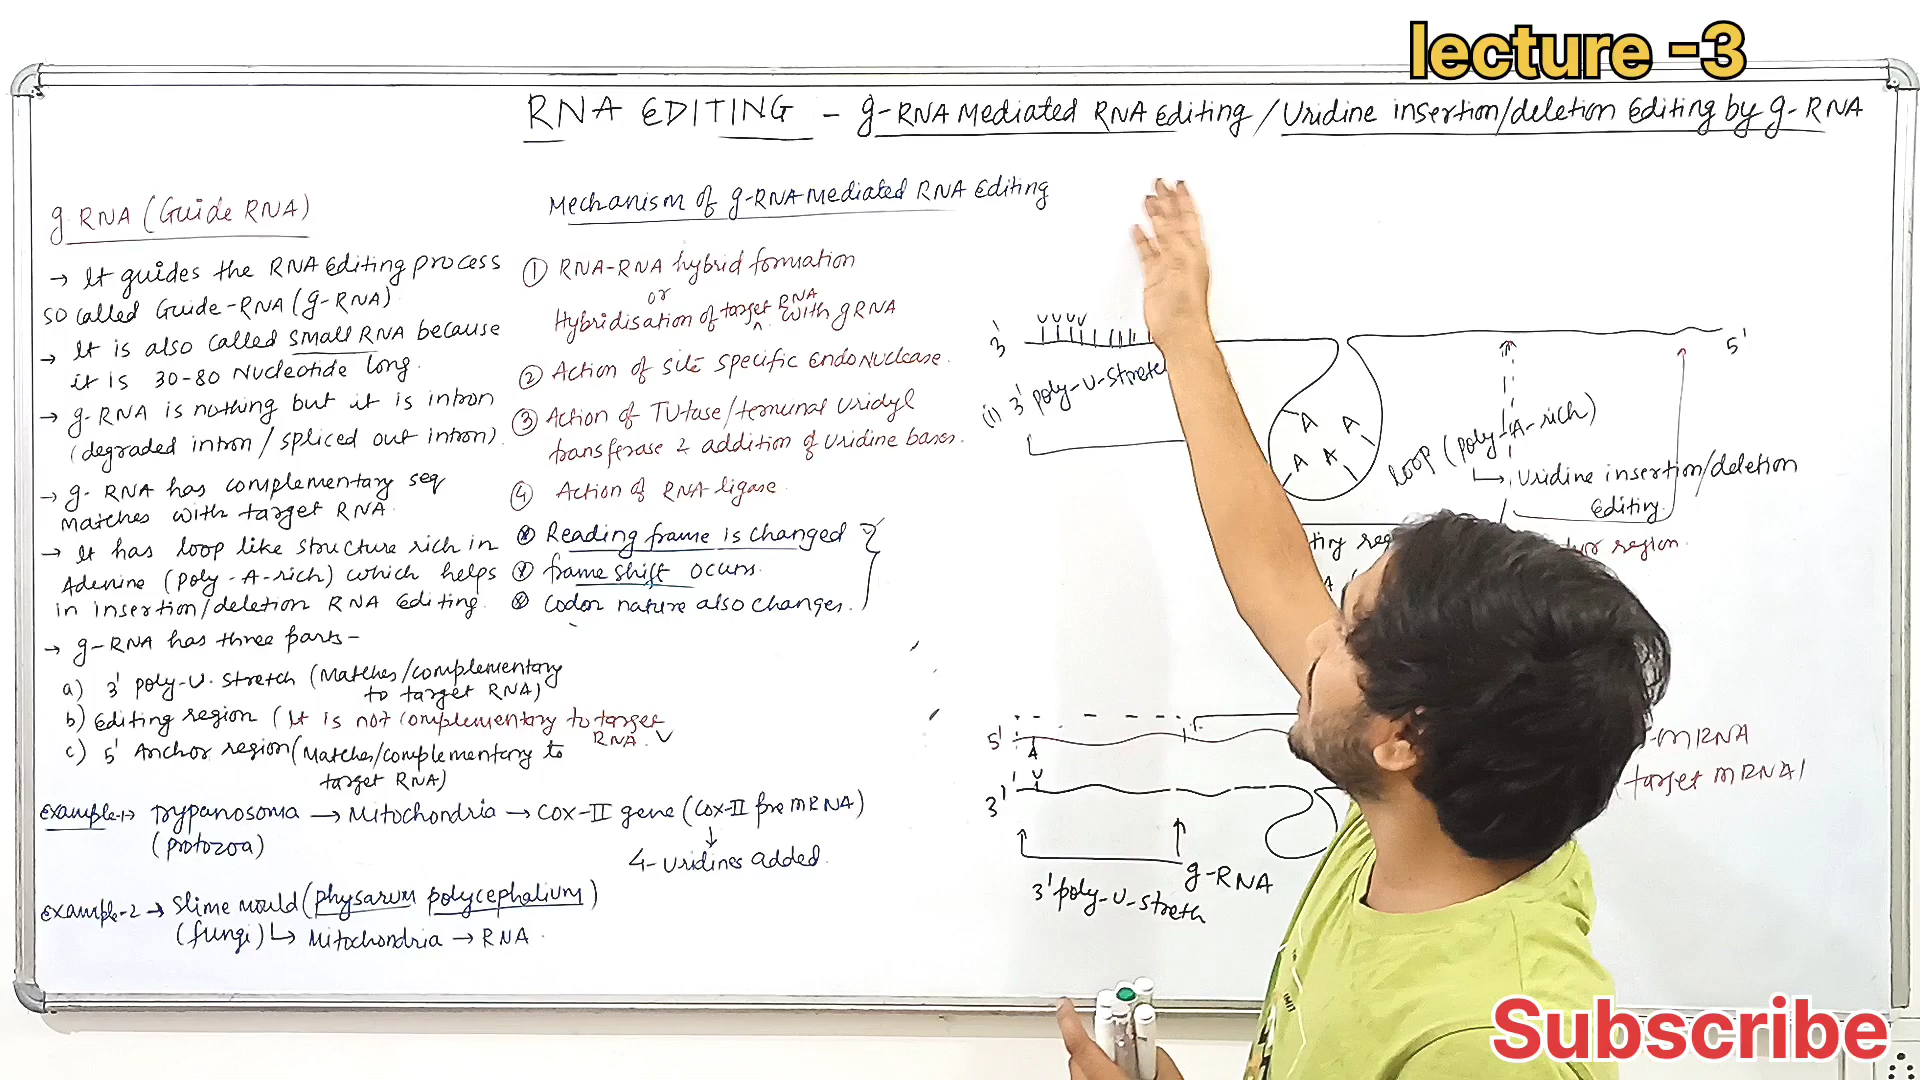 lecture -3
RNA EDITING - g-RNA Mediated RNA Editing / Uridine insertion/deletion Editing by g-RNA
g RNA (Guide RNA)
→ It guides the RNA Editing process
so called Guide-RNA (g-RNA)
→ It is also called small RNA because
it is 30-80 Nucleotide long.
→ g-RNA is nothing but it is intron
(degraded intron / spliced out intron).
→ g-RNA has complementary seq
Matches with target RNA.
→ It has loop like structure rich in
Adenine (poly-A-rich) which helps
in insertion/deletion RNA Editing.
→ g-RNA has three parts-
a) 3' poly-U-stretch (Matches/complementary
to target RNA)
b) Editing region (It is not complementary to target
RNA.
c) 5' Anchor region (Matches/complementary to
target RNA)
Example-1→ Trypanosoma → Mitochondria → COX-II gene (COX-II pre mRNA)
(protozoa)
↓
4-Uridines added.
Example-2 → Slime mould (physarum polycephalium)
(fungi) ↳ Mitochondria → RNA
Mechanism of g-RNA Mediated RNA Editing
① RNA-RNA hybrid formation
or
Hybridisation of target RNA with gRNA
② Action of site specific endonuclease.
③ Action of TUtase/terminal Uridyl
transferase & addition of Uridine bases.
④ Action of RNA ligase.
Reading frame is changed
frame shift occurs.
Codon nature also changes.
3' U U U U 5'
(i) 3' poly-U-stretch
A A A A
Loop (poly-A-rich)
↳ Uridine insertion/deletion
Editing.
region.
5'
A
3' U
mRNA
target mRNA
g-RNA
3' poly-U-streth
Subscribe